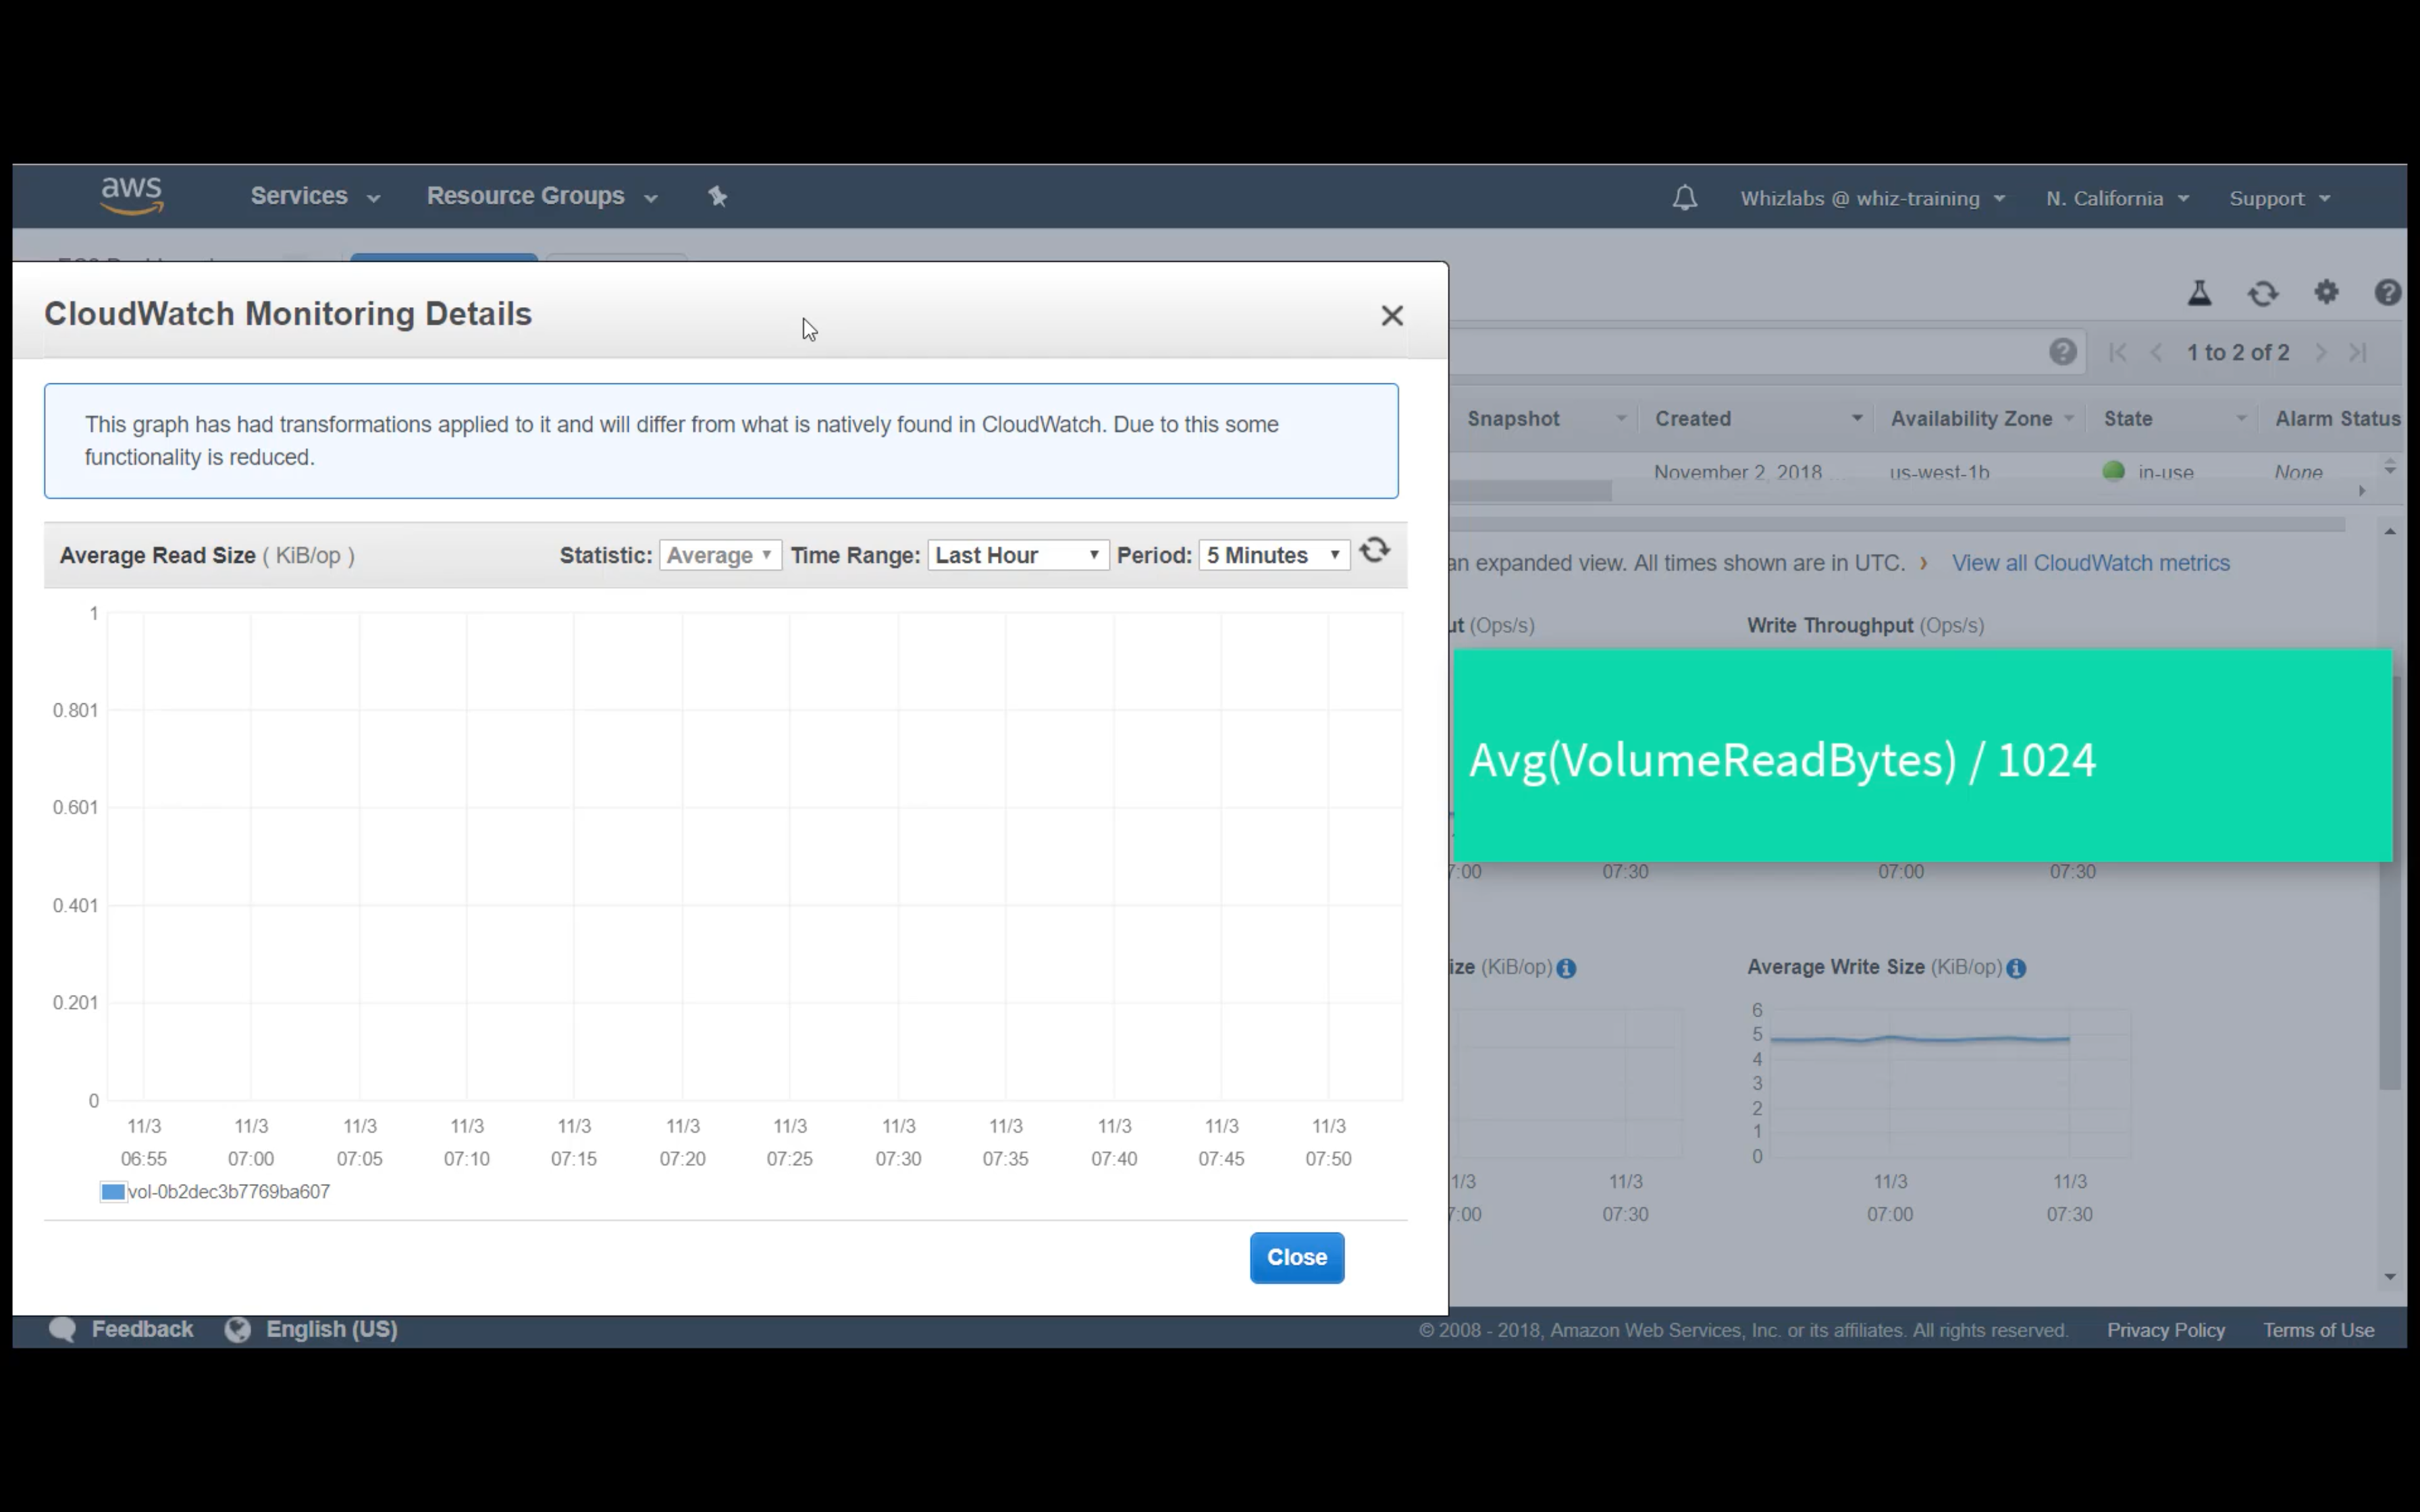 aws
Services
Resource Groups
Whizlabs @ whiz-training
N. California
Support
CloudWatch Monitoring Details
This graph has had transformations applied to it and will differ from what is natively found in CloudWatch. Due to this some
functionality is reduced.
Average Read Size ( KiB/op )
Statistic: Average
Time Range: Last Hour
Period: 5 Minutes
1
0.801
0.601
0.401
0.201
0
11/3 11/3 11/3 11/3 11/3 11/3 11/3 11/3 11/3 11/3 11/3 11/3
06:55 07:00 07:05 07:10 07:15 07:20 07:25 07:30 07:35 07:40 07:45 07:50
vol-0b2dec3b7769ba607
Close
1 to 2 of 2
Snapshot Created Availability Zone State Alarm Status
November 2, 2018 ... us-west-1b in-use None
an expanded view. All times shown are in UTC. › View all CloudWatch metrics
(Ops/s)
Write Throughput (Ops/s)
Avg(VolumeReadBytes) / 1024
7:00 07:30
07:00 07:30
ize (KiB/op)
Average Write Size (KiB/op)
6
5
4
3
2
1
0
1/3 11/3
7:00 07:30
11/3 11/3
07:00 07:30
Feedback
English (US)
© 2008 - 2018, Amazon Web Services, Inc. or its affiliates. All rights reserved.
Privacy Policy
Terms of Use